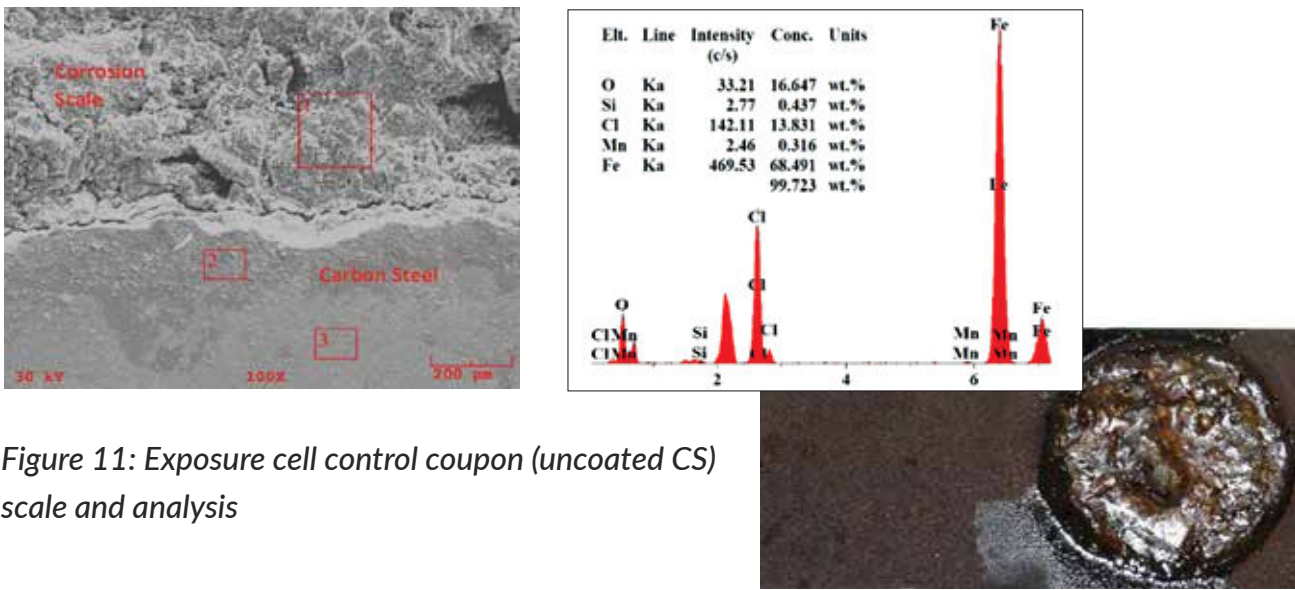 Corrosion
Scale
1
2
Carbon Steel
3
30 kV
100X
200 µm
Elt. Line Intensity Conc. Units
(c/s)
O Ka 33.21 16.647 wt.%
Si Ka 2.77 0.437 wt.%
Cl Ka 142.11 13.831 wt.%
Mn Ka 2.46 0.316 wt.%
Fe Ka 469.53 68.491 wt.%
99.723 wt.%
Fe
Fe
Cl
Cl
O
Si
Cl
Mn
Mn
Fe
Fe
Cl Mn
Cl Mn
Si
Mn
Mn
2 4 6
Figure 11: Exposure cell control coupon (uncoated CS)
scale and analysis